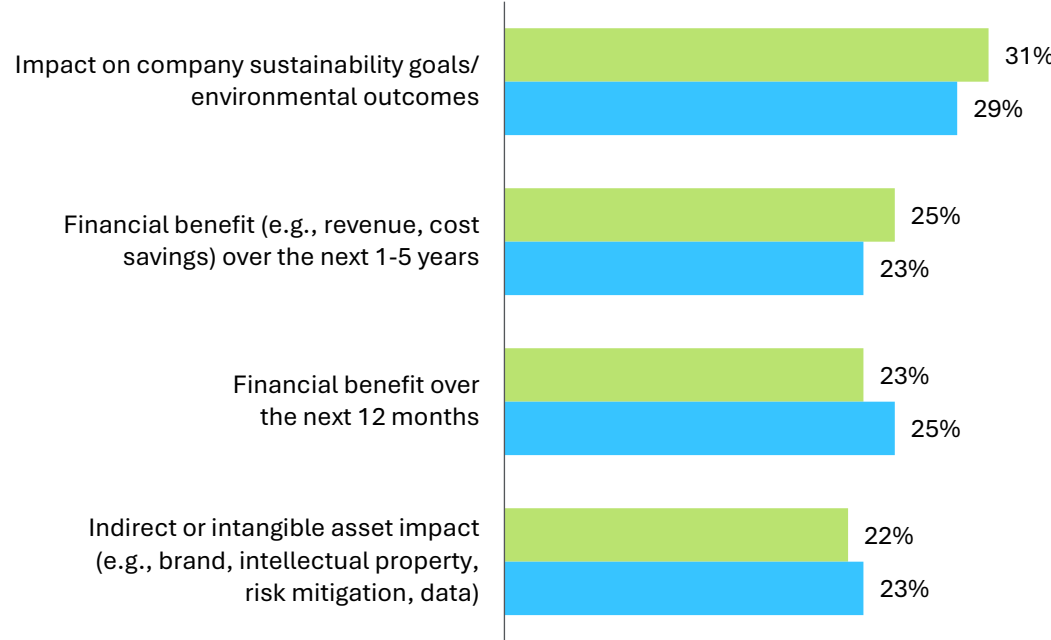 Impact on company sustainability goals/
environmental outcomes
31%
29%
Financial benefit (e.g., revenue, cost
savings) over the next 1-5 years
25%
23%
Financial benefit over
the next 12 months
23%
25%
Indirect or intangible asset impact
(e.g., brand, intellectual property,
risk mitigation, data)
22%
23%